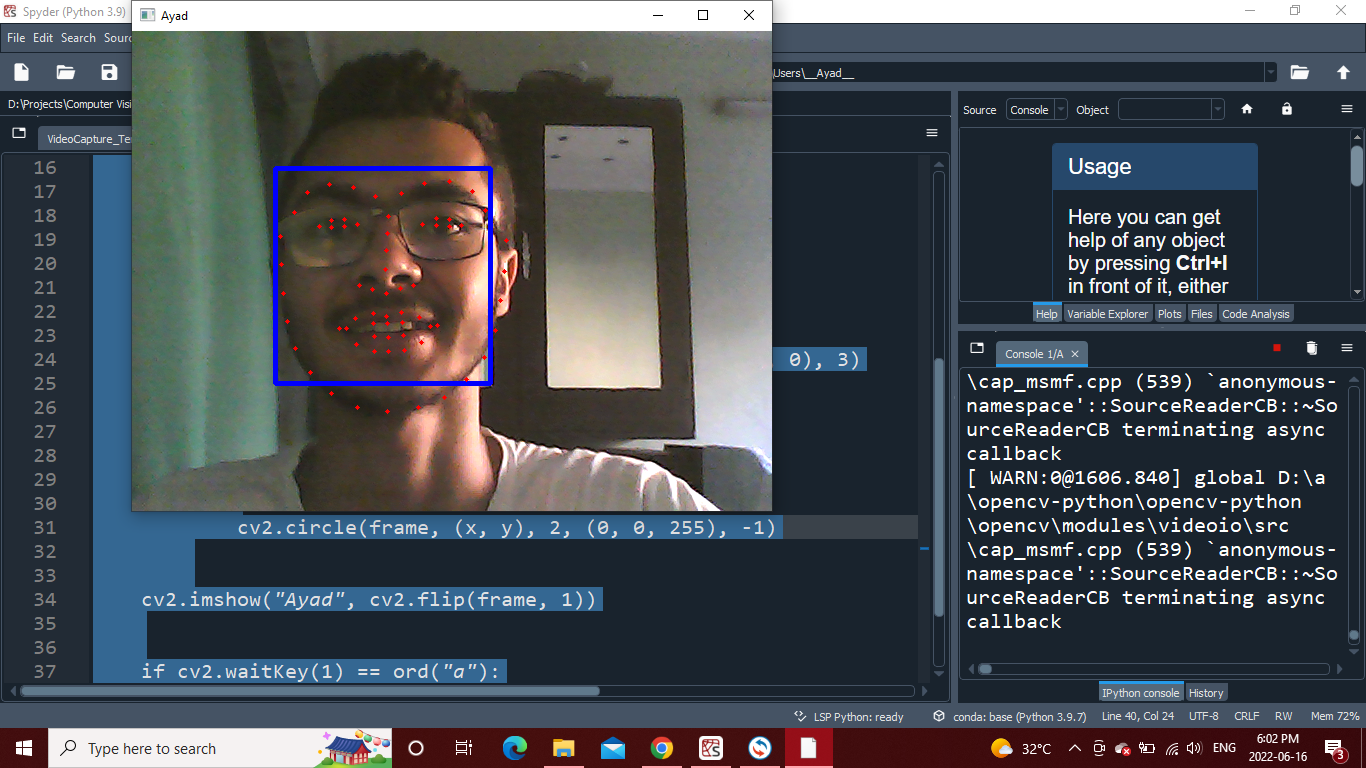 Spyder (Python 3.9)
Ayad
File Edit Search Sourc
Users\__Ayad__
D:\Projects\Computer Visi
VideoCapture_Te
Source Console Object
Usage
Here you can get
help of any object
by pressing Ctrl+I
in front of it, either
Help Variable Explorer Plots Files Code Analysis
16
17
18
19
20
21
22
23
24 0), 3)
25
26
27
28
29
30
31 cv2.circle(frame, (x, y), 2, (0, 0, 255), -1)
32
33
34 cv2.imshow("Ayad", cv2.flip(frame, 1))
35
36
37 if cv2.waitKey(1) == ord("a"):
Console 1/A
\cap_msmf.cpp (539) `anonymous-
namespace'::SourceReaderCB::~So
urceReaderCB terminating async
callback
[ WARN:0@1606.840] global D:\a
\opencv-python\opencv-python
\opencv\modules\videoio\src
\cap_msmf.cpp (539) `anonymous-
namespace'::SourceReaderCB::~So
urceReaderCB terminating async
callback
IPython console History
LSP Python: ready conda: base (Python 3.9.7) Line 40, Col 24 UTF-8 CRLF RW Mem 72%
Type here to search
32°C ENG 6:02 PM
2022-06-16
3